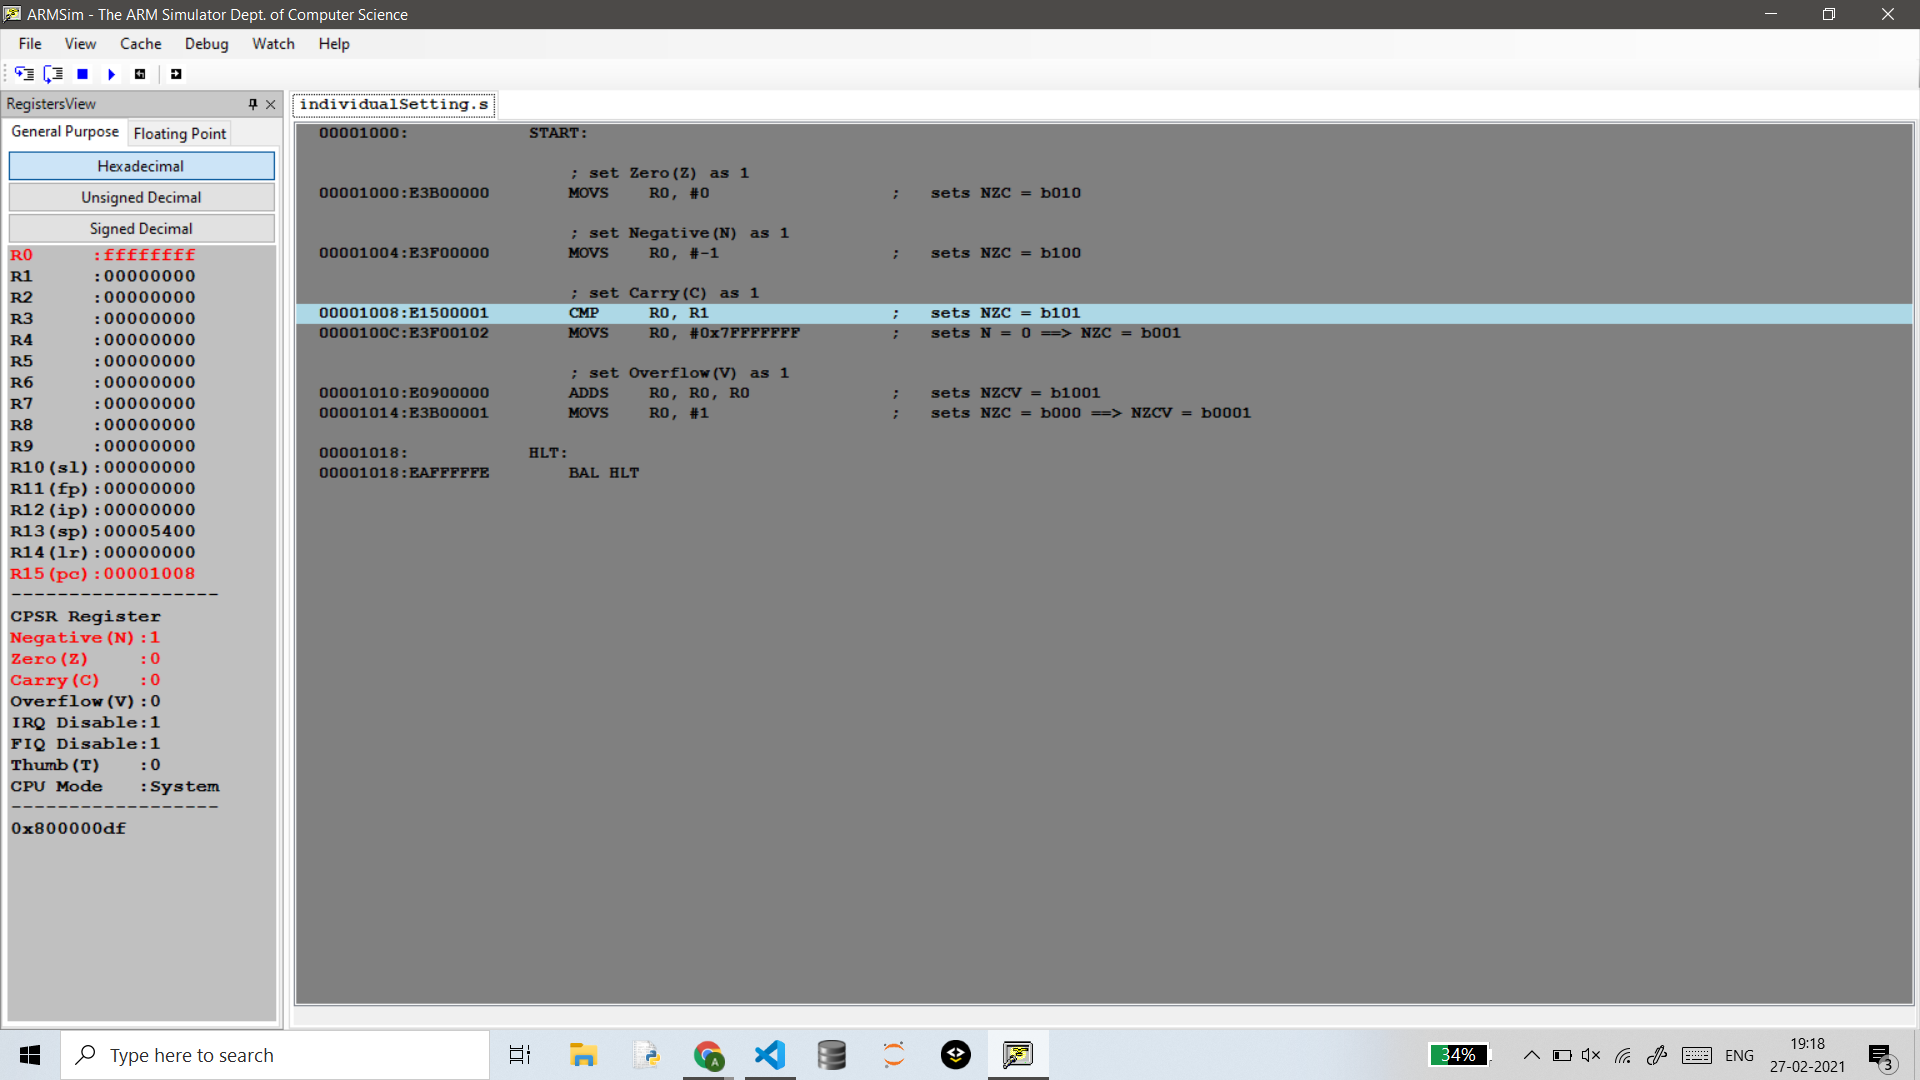 ARMSim - The ARM Simulator Dept. of Computer Science
File View Cache Debug Watch Help
RegistersView
General Purpose Floating Point
Hexadecimal
Unsigned Decimal
Signed Decimal
R0 :ffffffff
R1 :00000000
R2 :00000000
R3 :00000000
R4 :00000000
R5 :00000000
R6 :00000000
R7 :00000000
R8 :00000000
R9 :00000000
R10(sl):00000000
R11(fp):00000000
R12(ip):00000000
R13(sp):00005400
R14(lr):00000000
R15(pc):00001008
------------------
CPSR Register
Negative(N):1
Zero(Z) :0
Carry(C) :0
Overflow(V):0
IRQ Disable:1
FIQ Disable:1
Thumb(T) :0
CPU Mode :System
------------------
0x800000df
individualSetting.s
00001000: START:
; set Zero(Z) as 1
00001000:E3B00000 MOVS R0, #0 ; sets NZC = b010
; set Negative(N) as 1
00001004:E3F00000 MOVS R0, #-1 ; sets NZC = b100
; set Carry(C) as 1
00001008:E1500001 CMP R0, R1 ; sets NZC = b101
0000100C:E3F00102 MOVS R0, #0x7FFFFFFF ; sets N = 0 ==> NZC = b001
; set Overflow(V) as 1
00001010:E0900000 ADDS R0, R0, R0 ; sets NZCV = b1001
00001014:E3B00001 MOVS R0, #1 ; sets NZC = b000 ==> NZCV = b0001
00001018: HLT:
00001018:EAFFFFFE BAL HLT
Type here to search
A
34%
ENG
19:18
27-02-2021
3